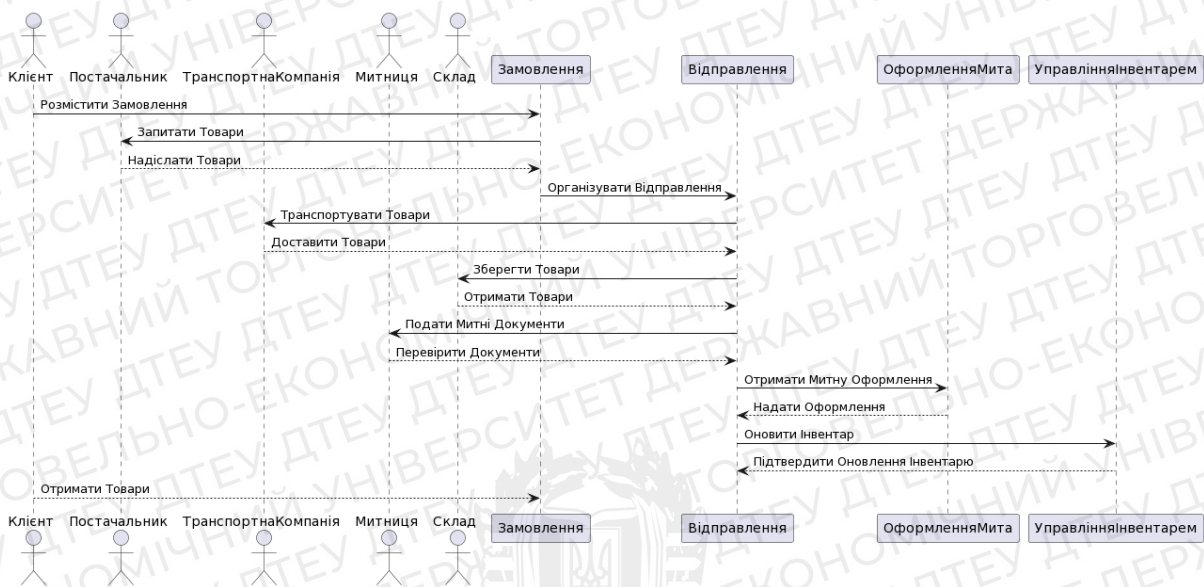 Клієнт Постачальник ТранспортнаКомпанія Митниця Склад Замовлення Відправлення ОформленняМита УправлінняІнвентарем
Розмістити Замовлення
Запитати Товари
Надіслати Товари
Організувати Відправлення
Транспортувати Товари
Доставити Товари
Зберегти Товари
Отримати Товари
Подати Митні Документи
Перевірити Документи
Отримати Митну Оформлення
Надати Оформлення
Оновити Інвентар
Підтвердити Оновлення Інвентарю
Отримати Товари
Клієнт Постачальник ТранспортнаКомпанія Митниця Склад Замовлення Відправлення ОформленняМита УправлінняІнвентарем